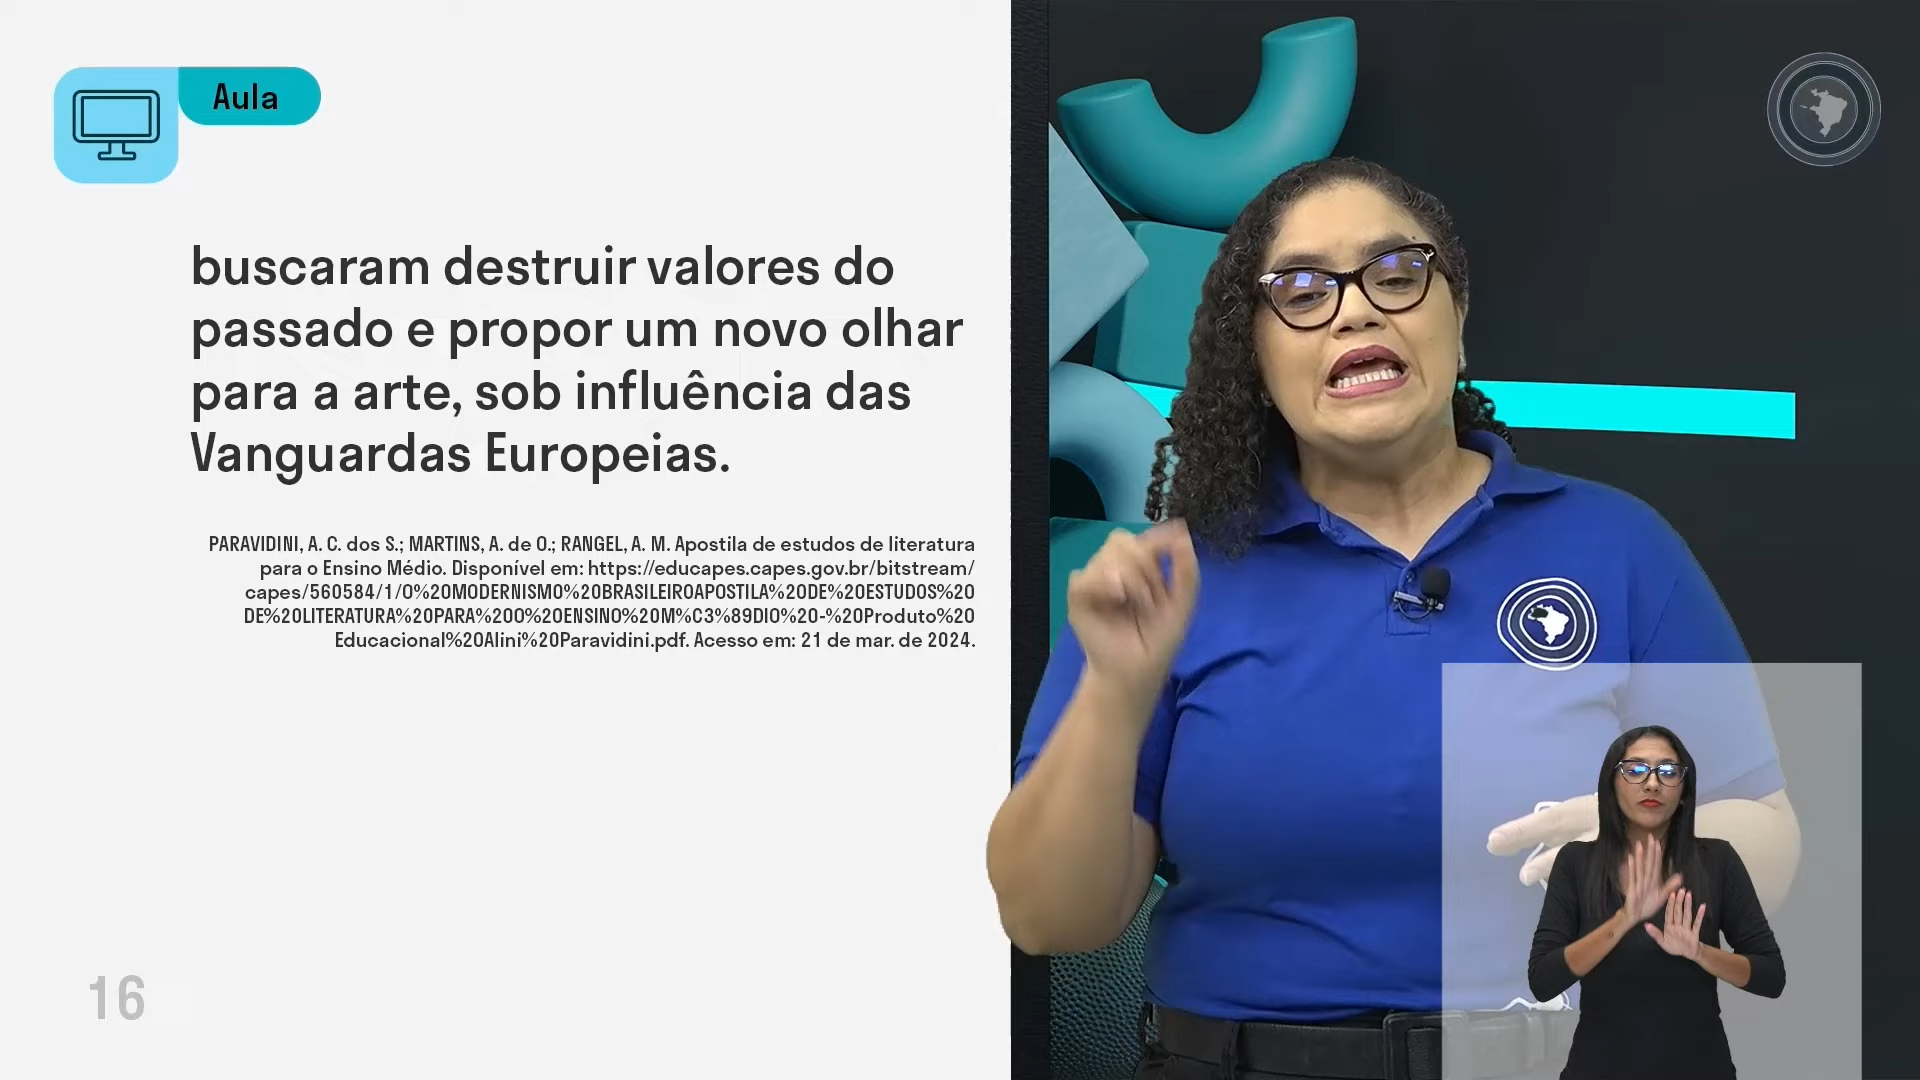 Aula
buscaram destruir valores do
passado e propor um novo olhar
para a arte, sob influência das
Vanguardas Europeias.
PARAVIDINI, A. C. dos S.; MARTINS, A. de O.; RANGEL, A. M. Apostila de estudos de literatura
para o Ensino Médio. Disponível em: https://educapes.capes.gov.br/bitstream/
capes/560584/1/O%20MODERNISMO%20BRASILEIROAPOSTILA%20DE%20ESTUDOS%20
DE%20LITERATURA%20PARA%20O%20ENSINO%20M%C3%89DIO%20-%20Produto%20
Educacional%20Alini%20Paravidini.pdf. Acesso em: 21 de mar. de 2024.
16